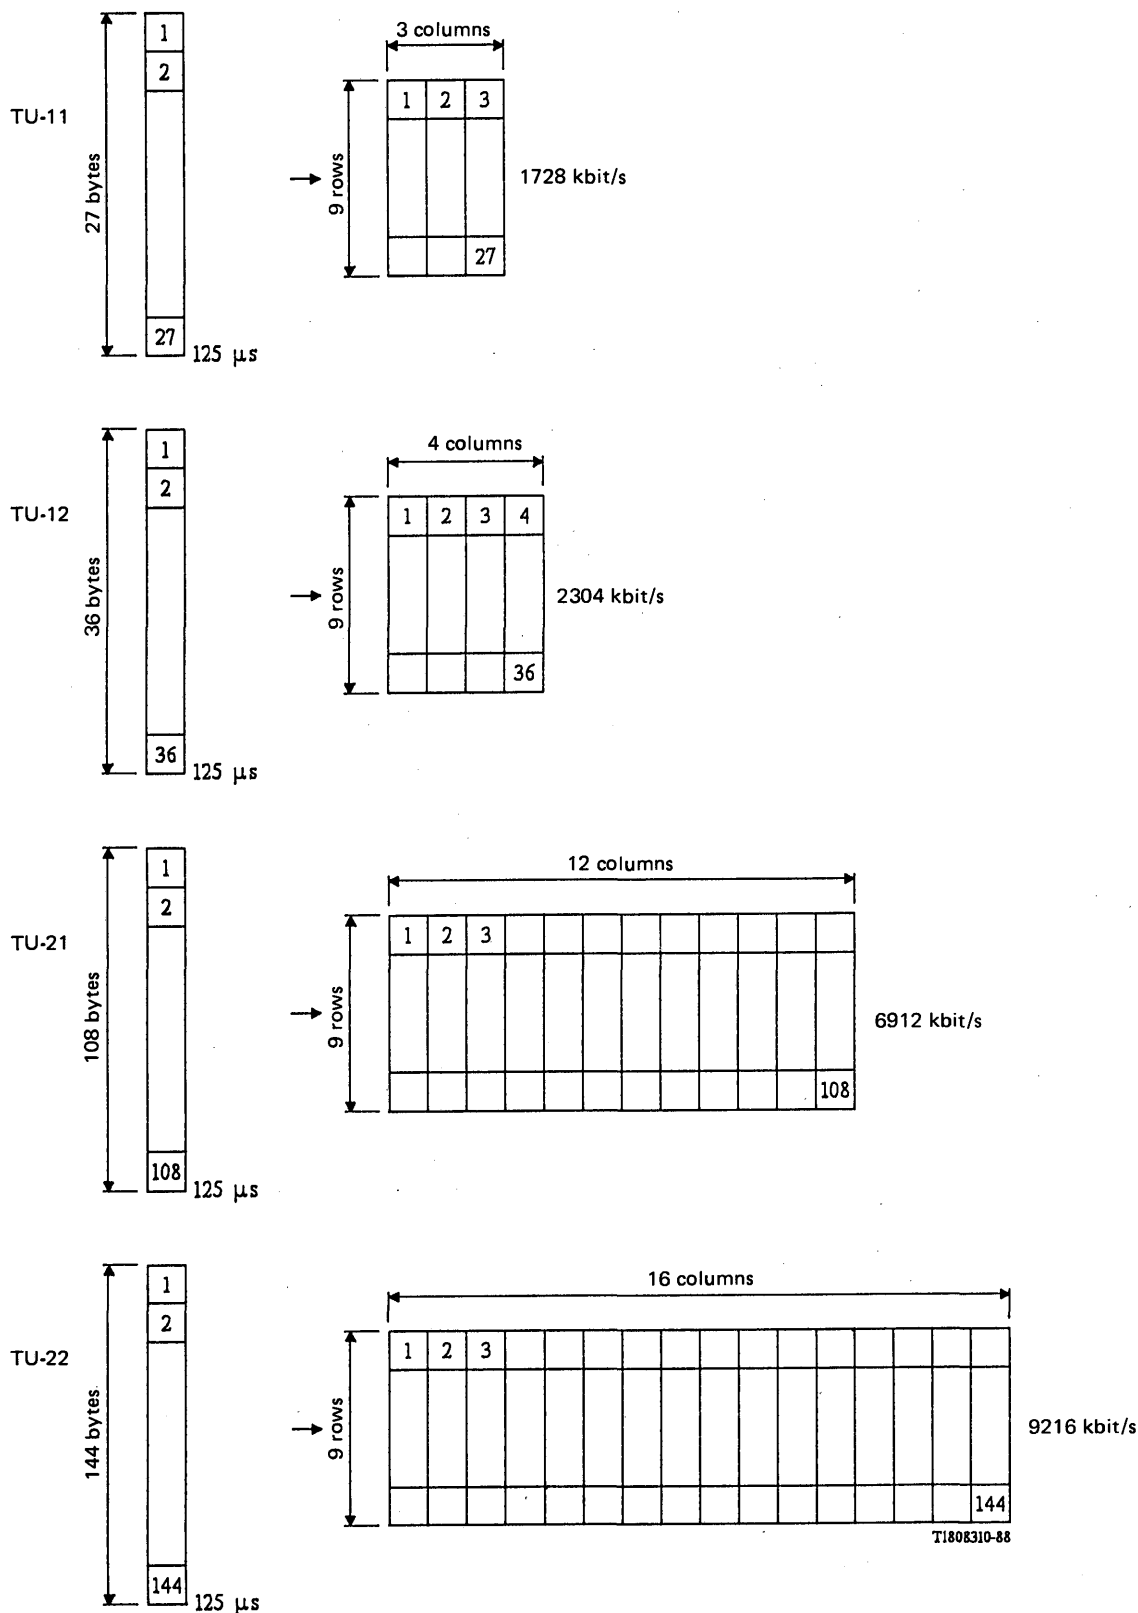 TU-11
27 bytes
1
2
27
125 µs
3 columns
9 rows
1 2 3
27
1728 kbit/s
TU-12
36 bytes
1
2
36
125 µs
4 columns
9 rows
1 2 3 4
36
2304 kbit/s
TU-21
108 bytes
1
2
108
125 µs
12 columns
9 rows
1 2 3
108
6912 kbit/s
TU-22
144 bytes
1
2
144
125 µs
16 columns
9 rows
1 2 3
144
9216 kbit/s
T1808310-88